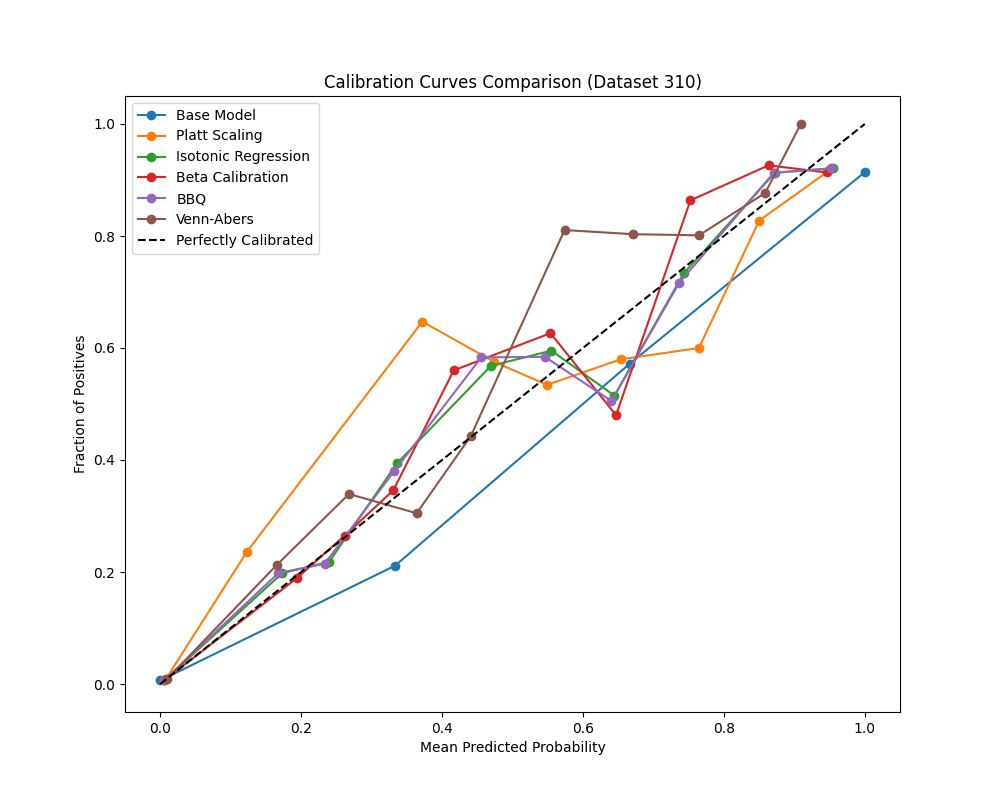 Calibration Curves Comparison (Dataset 310)
Base Model
Platt Scaling
Isotonic Regression
Beta Calibration
BBQ
Venn-Abers
Perfectly Calibrated
1.0
0.8
0.6
0.4
0.2
0.0
Fraction of Positives
0.0 0.2 0.4 0.6 0.8 1.0
Mean Predicted Probability